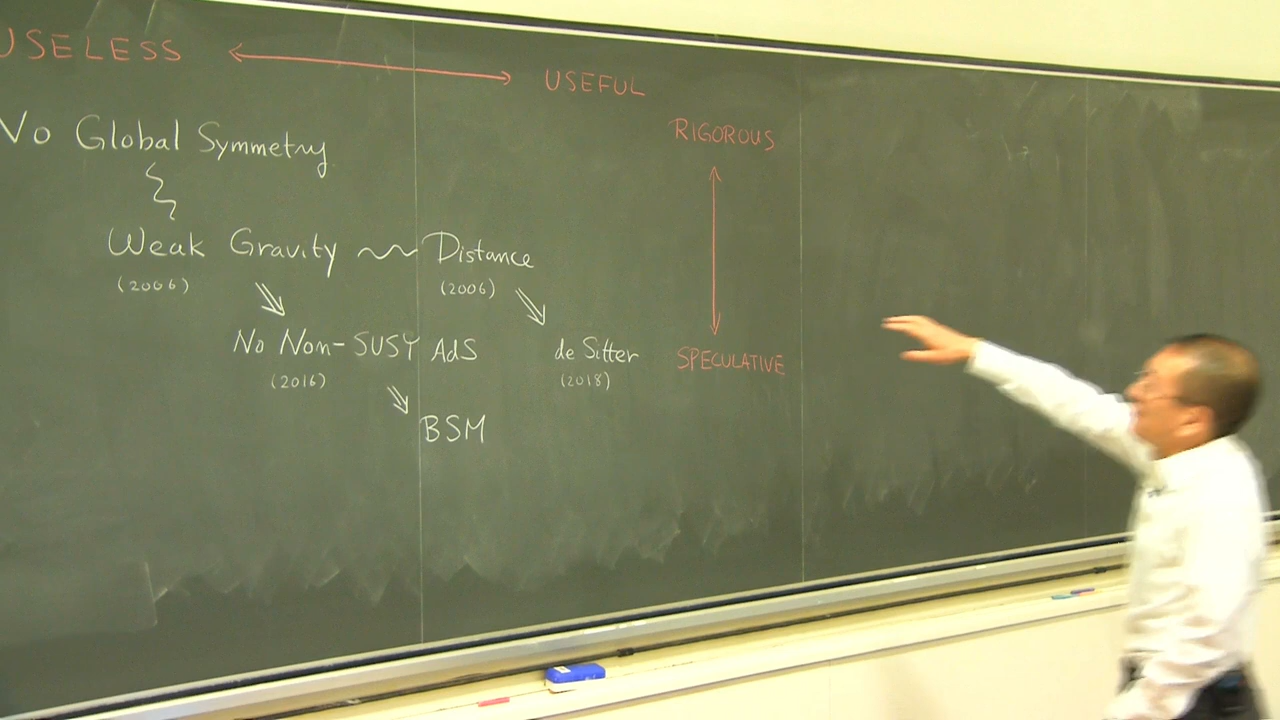 USELESS ⟷ USEFUL
No Global Symmetry
RIGOROUS
Weak Gravity ~ Distance
(2006) (2006)
No Non-SUSY AdS de Sitter
SPECULATIVE
(2016) (2018)
BSM